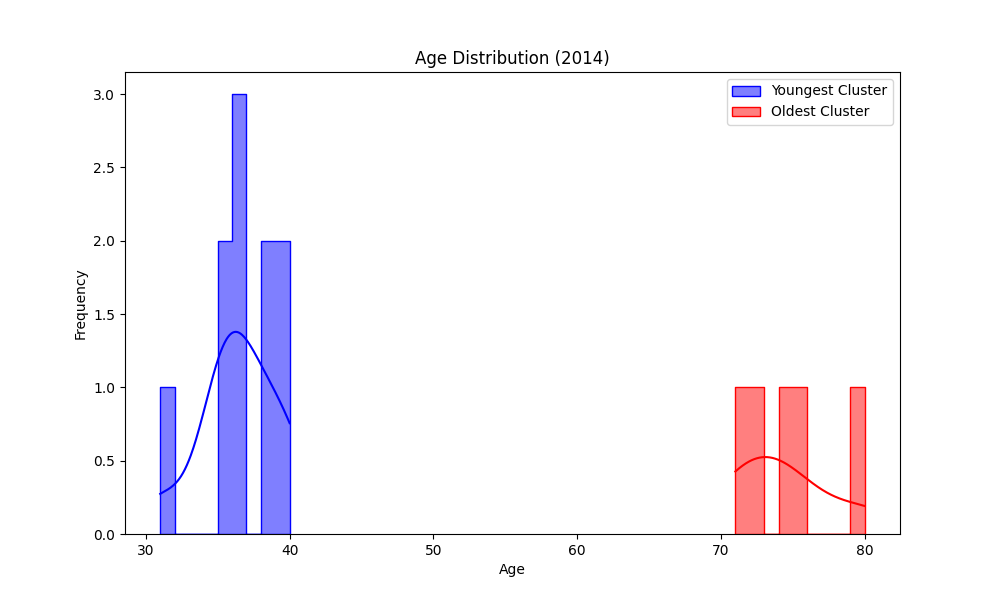 Age Distribution (2014)
Youngest Cluster
Oldest Cluster
Frequency
3.0
2.5
2.0
1.5
1.0
0.5
0.0
30 40 50 60 70 80
Age